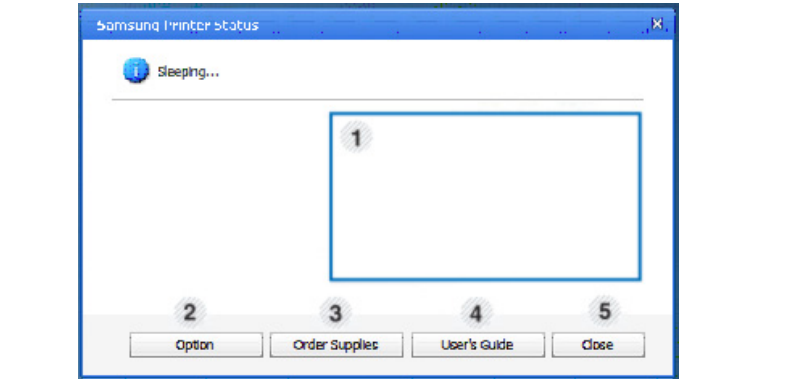 Samsung Printer Status
Sleeping...
1
2 3 4 5
Option Order Supplies User's Guide Close